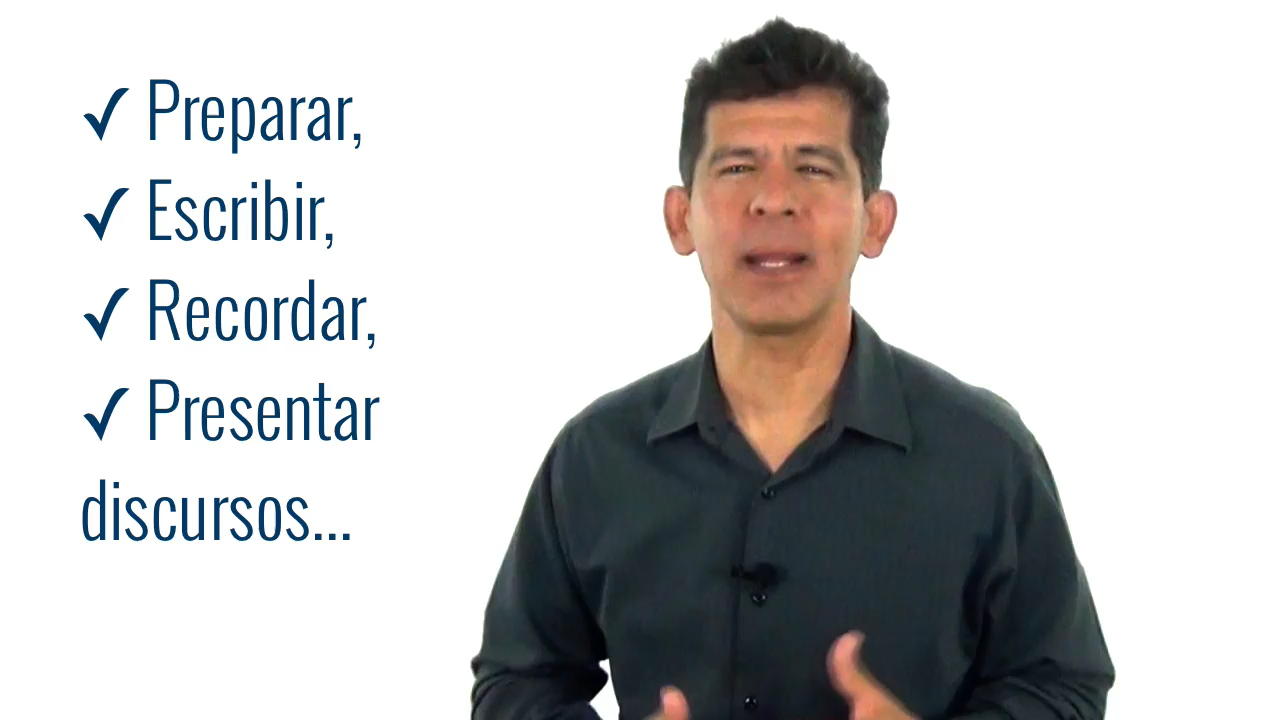 ✓ Preparar,
✓ Escribir,
✓ Recordar,
✓ Presentar
discursos...